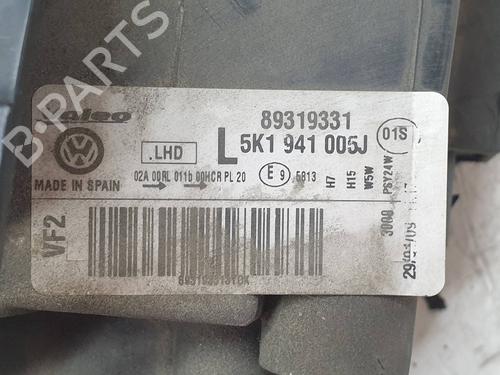 B-PARTS
Valeo
89319331
.LHD
L 5K1 941 005J
01S
MADE IN SPAIN
02A 00RL 011b 00HCR PL 20
E 9 5813
H7
H15
W5W
PSY24W
VF2
3000